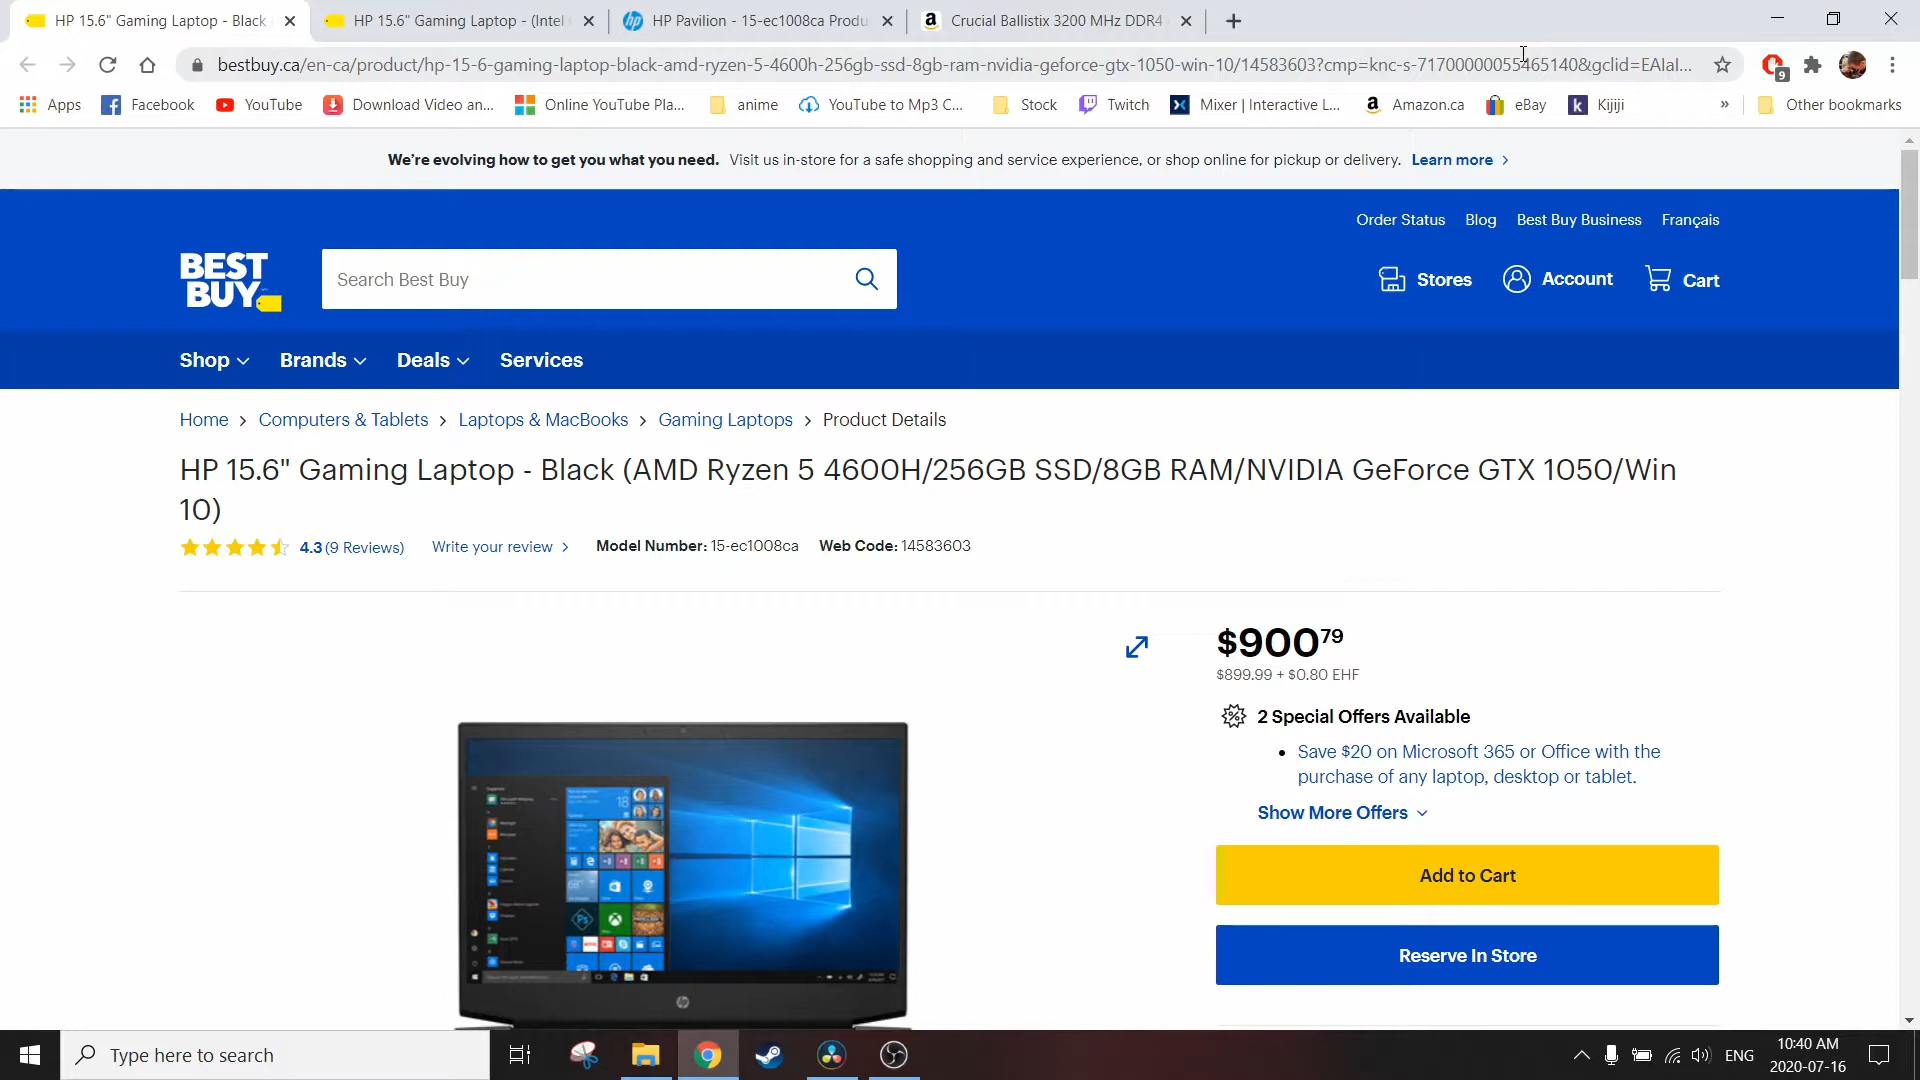 HP 15.6" Gaming Laptop - Black
HP 15.6" Gaming Laptop - (Intel
HP Pavilion - 15-ec1008ca Produ
Crucial Ballistix 3200 MHz DDR4
bestbuy.ca/en-ca/product/hp-15-6-gaming-laptop-black-amd-ryzen-5-4600h-256gb-ssd-8gb-ram-nvidia-geforce-gtx-1050-win-10/14583603?cmp=knc-s-71700000055465140&gclid=EAIaI...
9
Apps Facebook YouTube Download Video an... Online YouTube Pla... anime YouTube to Mp3 C... Stock Twitch Mixer | Interactive L... Amazon.ca eBay Kijiji » Other bookmarks
We're evolving how to get you what you need. Visit us in-store for a safe shopping and service experience, or shop online for pickup or delivery. Learn more
Order Status Blog Best Buy Business Français
BEST
BUY
Search Best Buy
Stores Account Cart
Shop Brands Deals Services
Home > Computers & Tablets > Laptops & MacBooks > Gaming Laptops > Product Details
HP 15.6" Gaming Laptop - Black (AMD Ryzen 5 4600H/256GB SSD/8GB RAM/NVIDIA GeForce GTX 1050/Win
10)
4.3 (9 Reviews) Write your review Model Number: 15-ec1008ca Web Code: 14583603
$900 79
$899.99 + $0.80 EHF
2 Special Offers Available
Save $20 on Microsoft 365 or Office with the
purchase of any laptop, desktop or tablet.
Show More Offers
Add to Cart
Reserve In Store
Type here to search
ENG
10:40 AM
2020-07-16